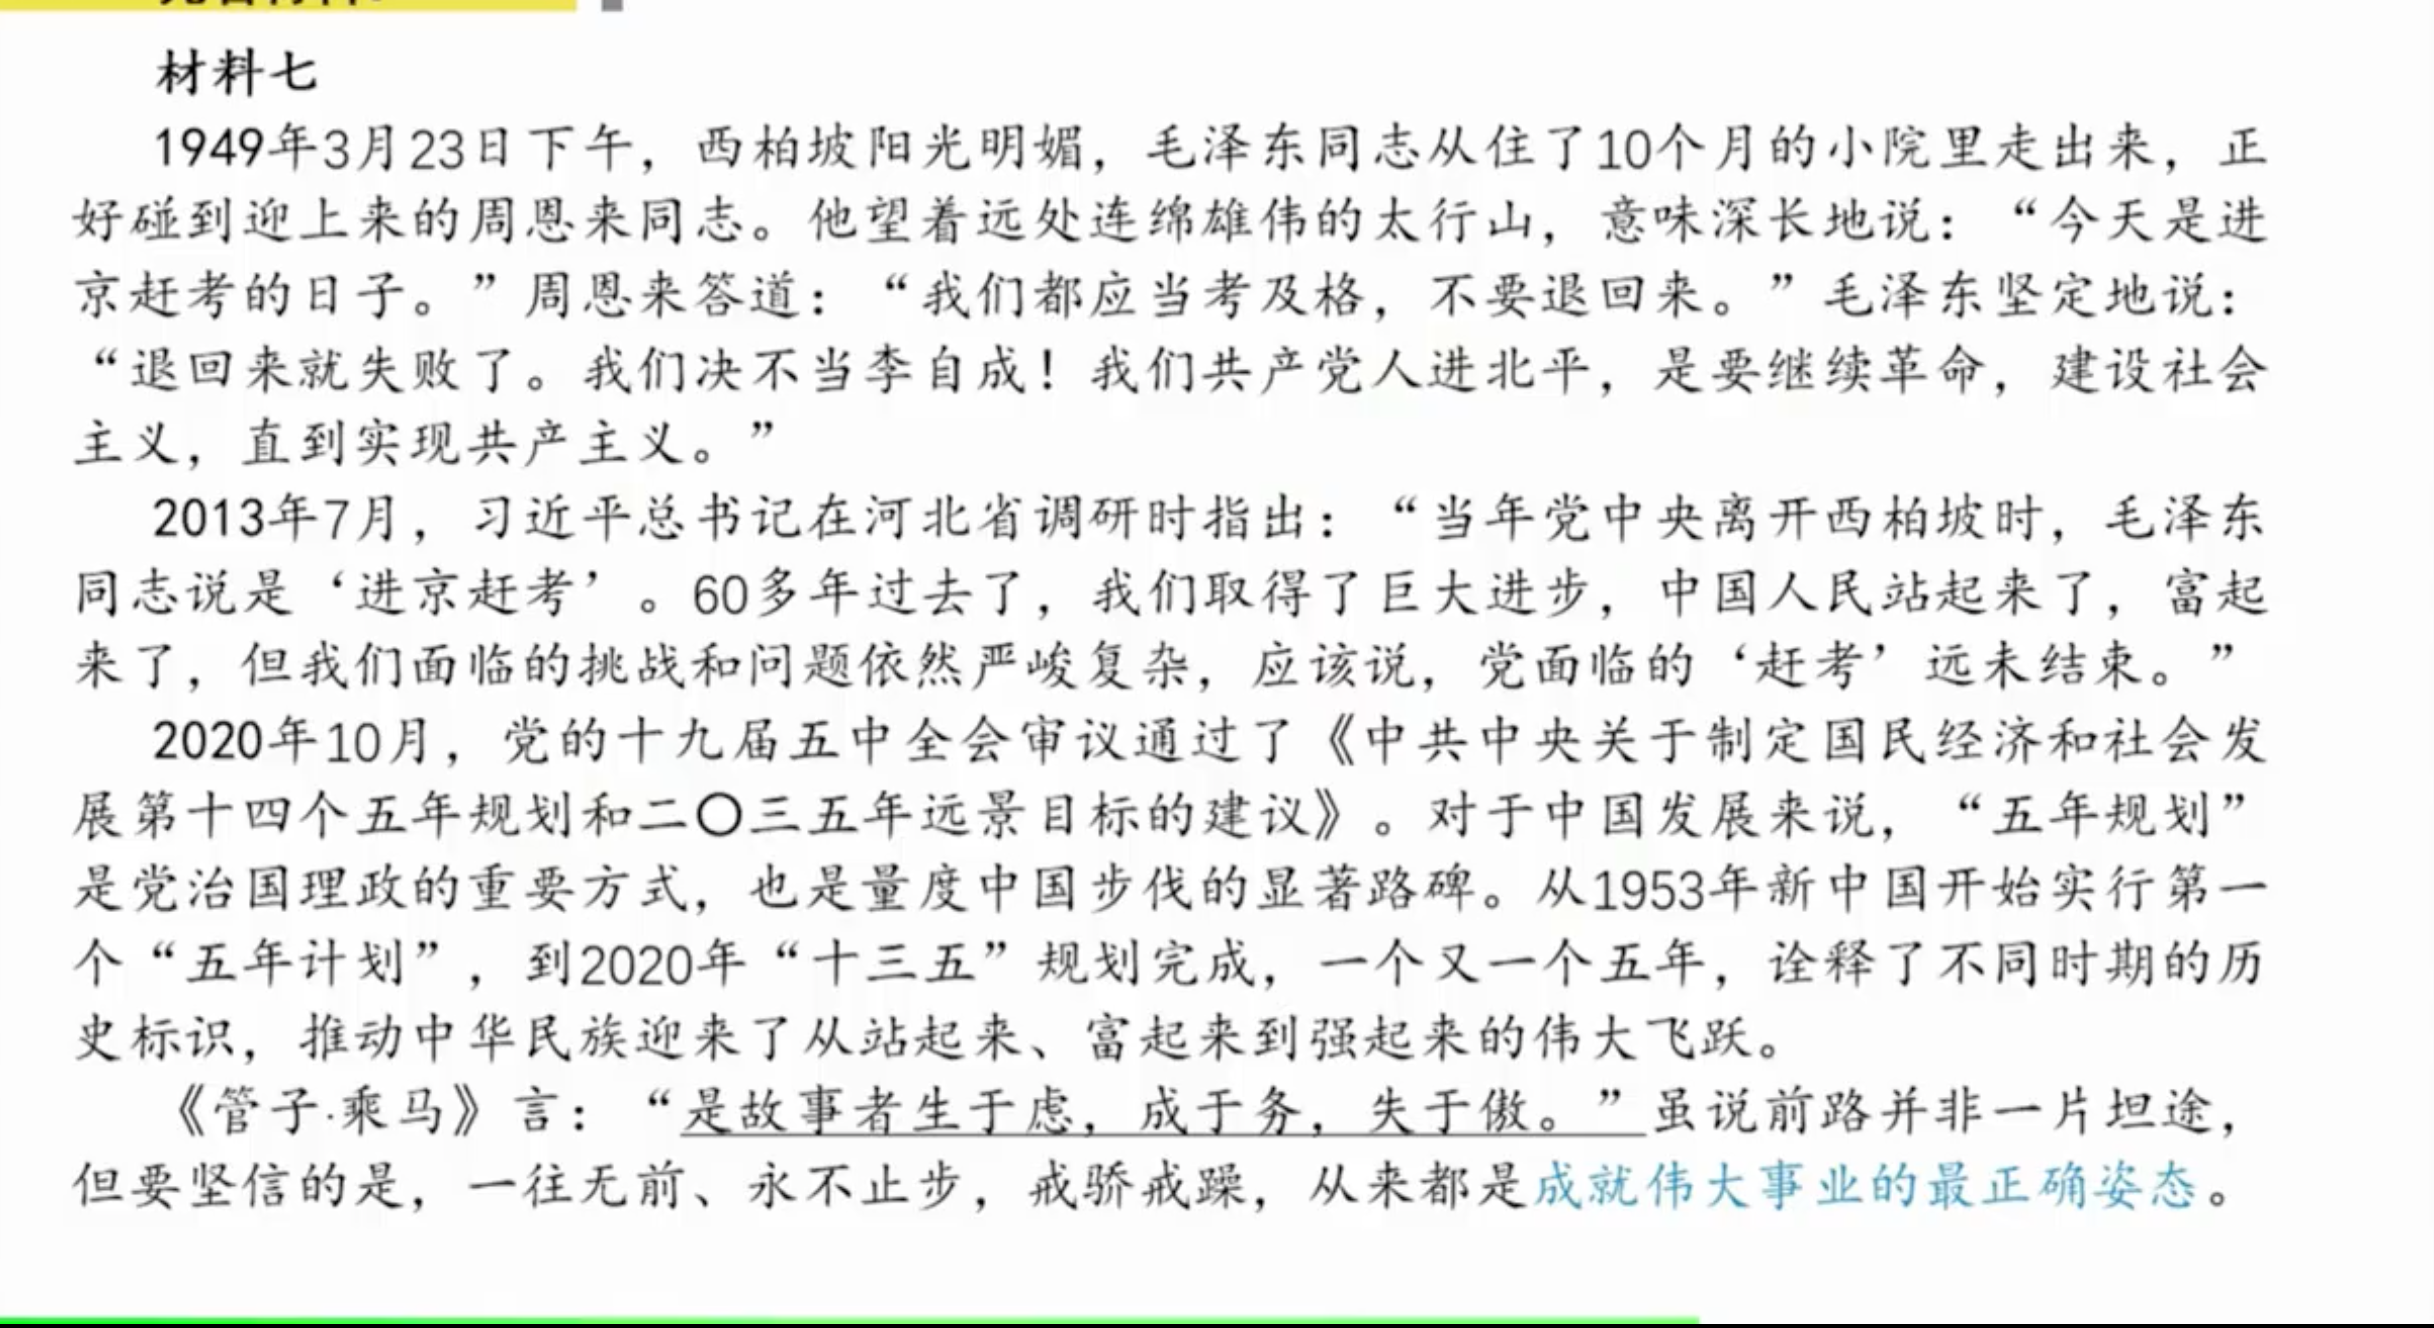 材料七
1949年3月23日下午，西柏坡阳光明媚，毛泽东同志从住了10个月的小院里走出来，正
好碰到迎上来的周恩来同志。他望着远处连绵雄伟的太行山，意味深长地说：“今天是进
京赶考的日子。”周恩来答道：“我们都应当考及格，不要退回来。”毛泽东坚定地说：
“退回来就失败了。我们决不当李自成！我们共产党人进北平，是要继续革命，建设社会
主义，直到实现共产主义。”
2013年7月，习近平总书记在河北省调研时指出：“当年党中央离开西柏坡时，毛泽东
同志说是‘进京赶考’。60多年过去了，我们取得了巨大进步，中国人民站起来了，富起
来了，但我们面临的挑战和问题依然严峻复杂，应该说，党面临的‘赶考’远未结束。”
2020年10月，党的十九届五中全会审议通过了《中共中央关于制定国民经济和社会发
展第十四个五年规划和二〇三五年远景目标的建议》。对于中国发展来说，“五年规划”
是党治国理政的重要方式，也是量度中国步伐的显著路碑。从1953年新中国开始实行第一
个“五年计划”，到2020年“十三五”规划完成，一个又一个五年，诠释了不同时期的历
史标识，推动中华民族迎来了从站起来、富起来到强起来的伟大飞跃。
《管子·乘马》言：“是故事者生于虑，成于务，失于傲。”虽说前路并非一片坦途，
但要坚信的是，一往无前、永不止步，戒骄戒躁，从来都是成就伟大事业的最正确姿态。